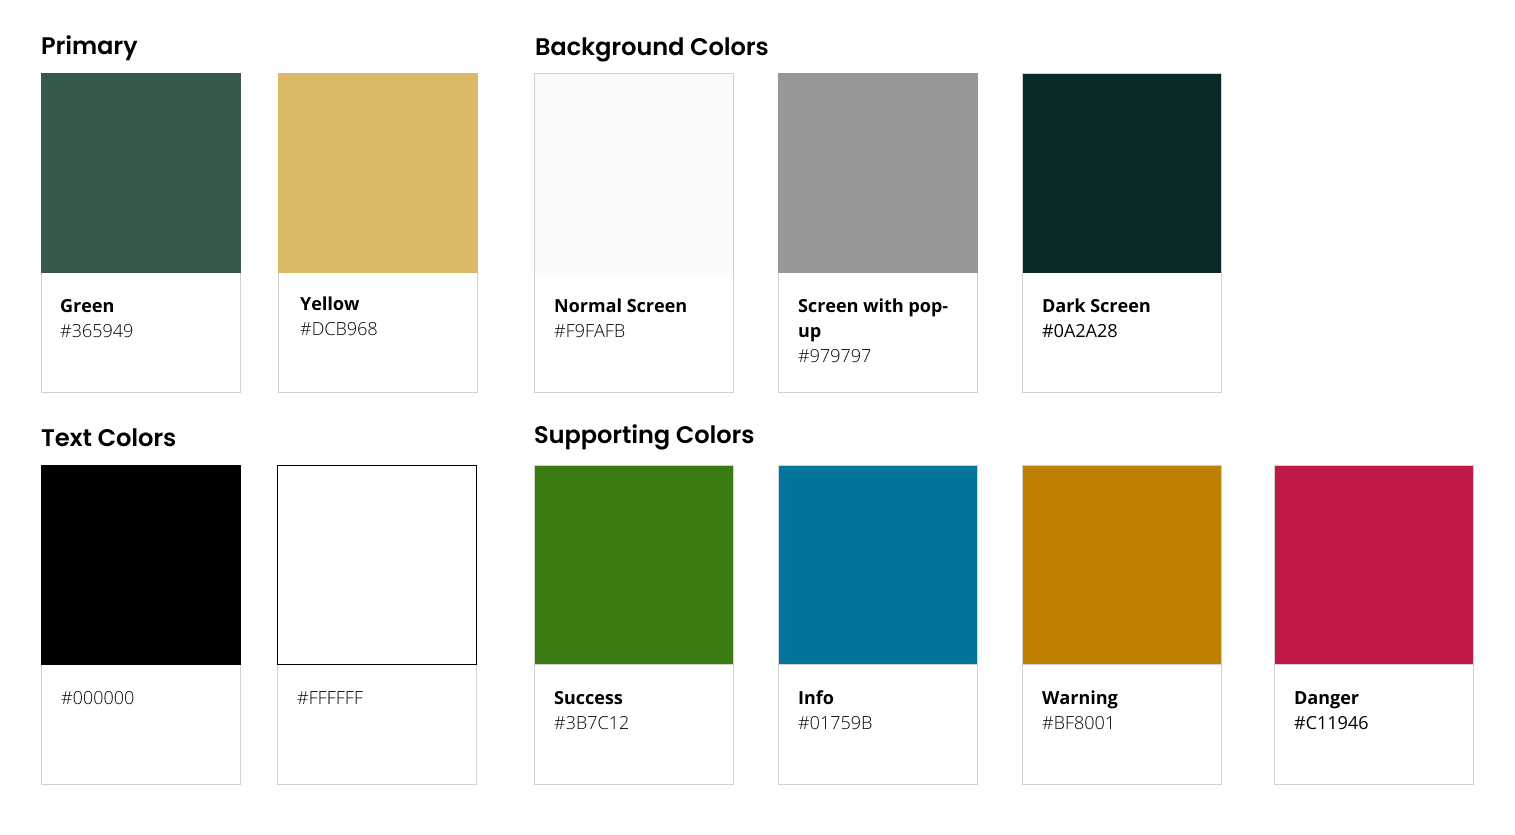 Primary
Background Colors
Green
#365949
Yellow
#DCB968
Normal Screen
#F9FAFB
Screen with pop-
up
#979797
Dark Screen
#0A2A28
Text Colors
Supporting Colors
#000000
#FFFFFF
Success
#3B7C12
Info
#01759B
Warning
#BF8001
Danger
#C11946